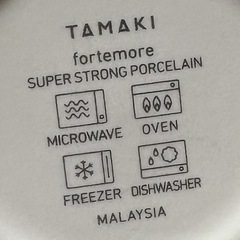 TAMAKI
fortemore
SUPER STRONG PORCELAIN
MICROWAVE OVEN
FREEZER DISHWASHER
MALAYSIA